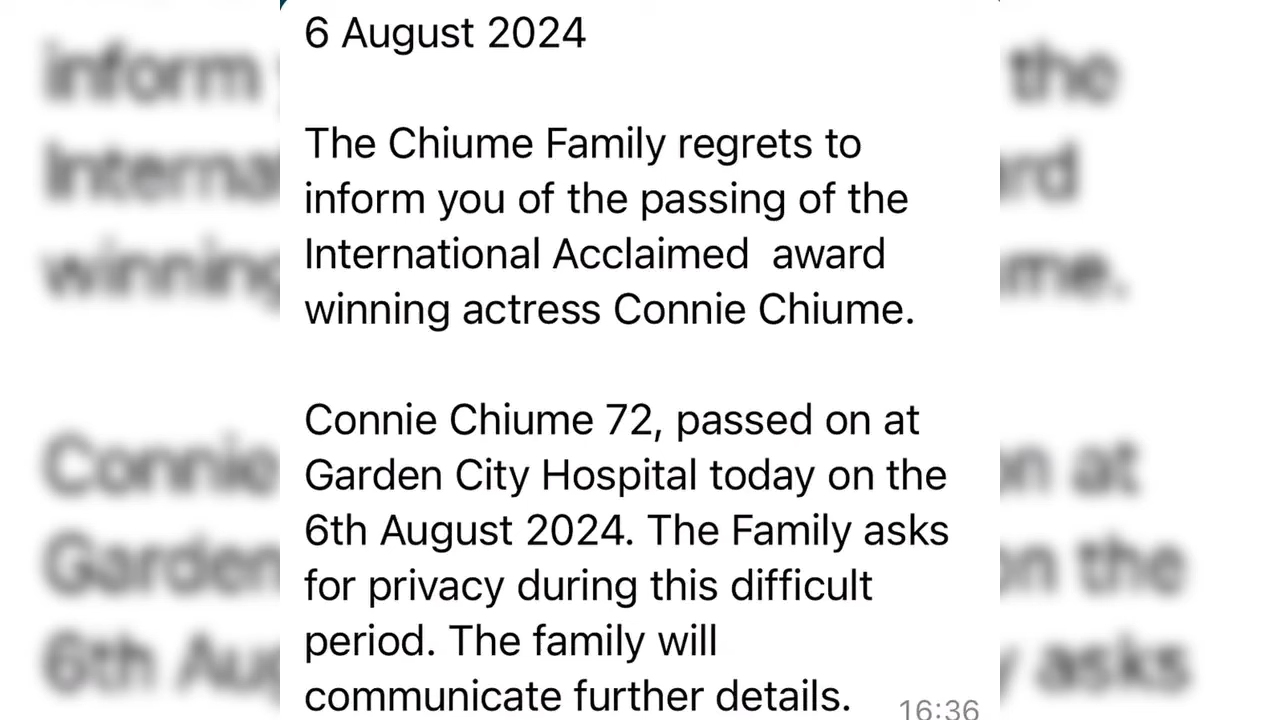 6 August 2024
The Chiume Family regrets to
inform you of the passing of the
International Acclaimed  award
winning actress Connie Chiume.
Connie Chiume 72, passed on at
Garden City Hospital today on the
6th August 2024. The Family asks
for privacy during this difficult
period. The family will
communicate further details.
16:36